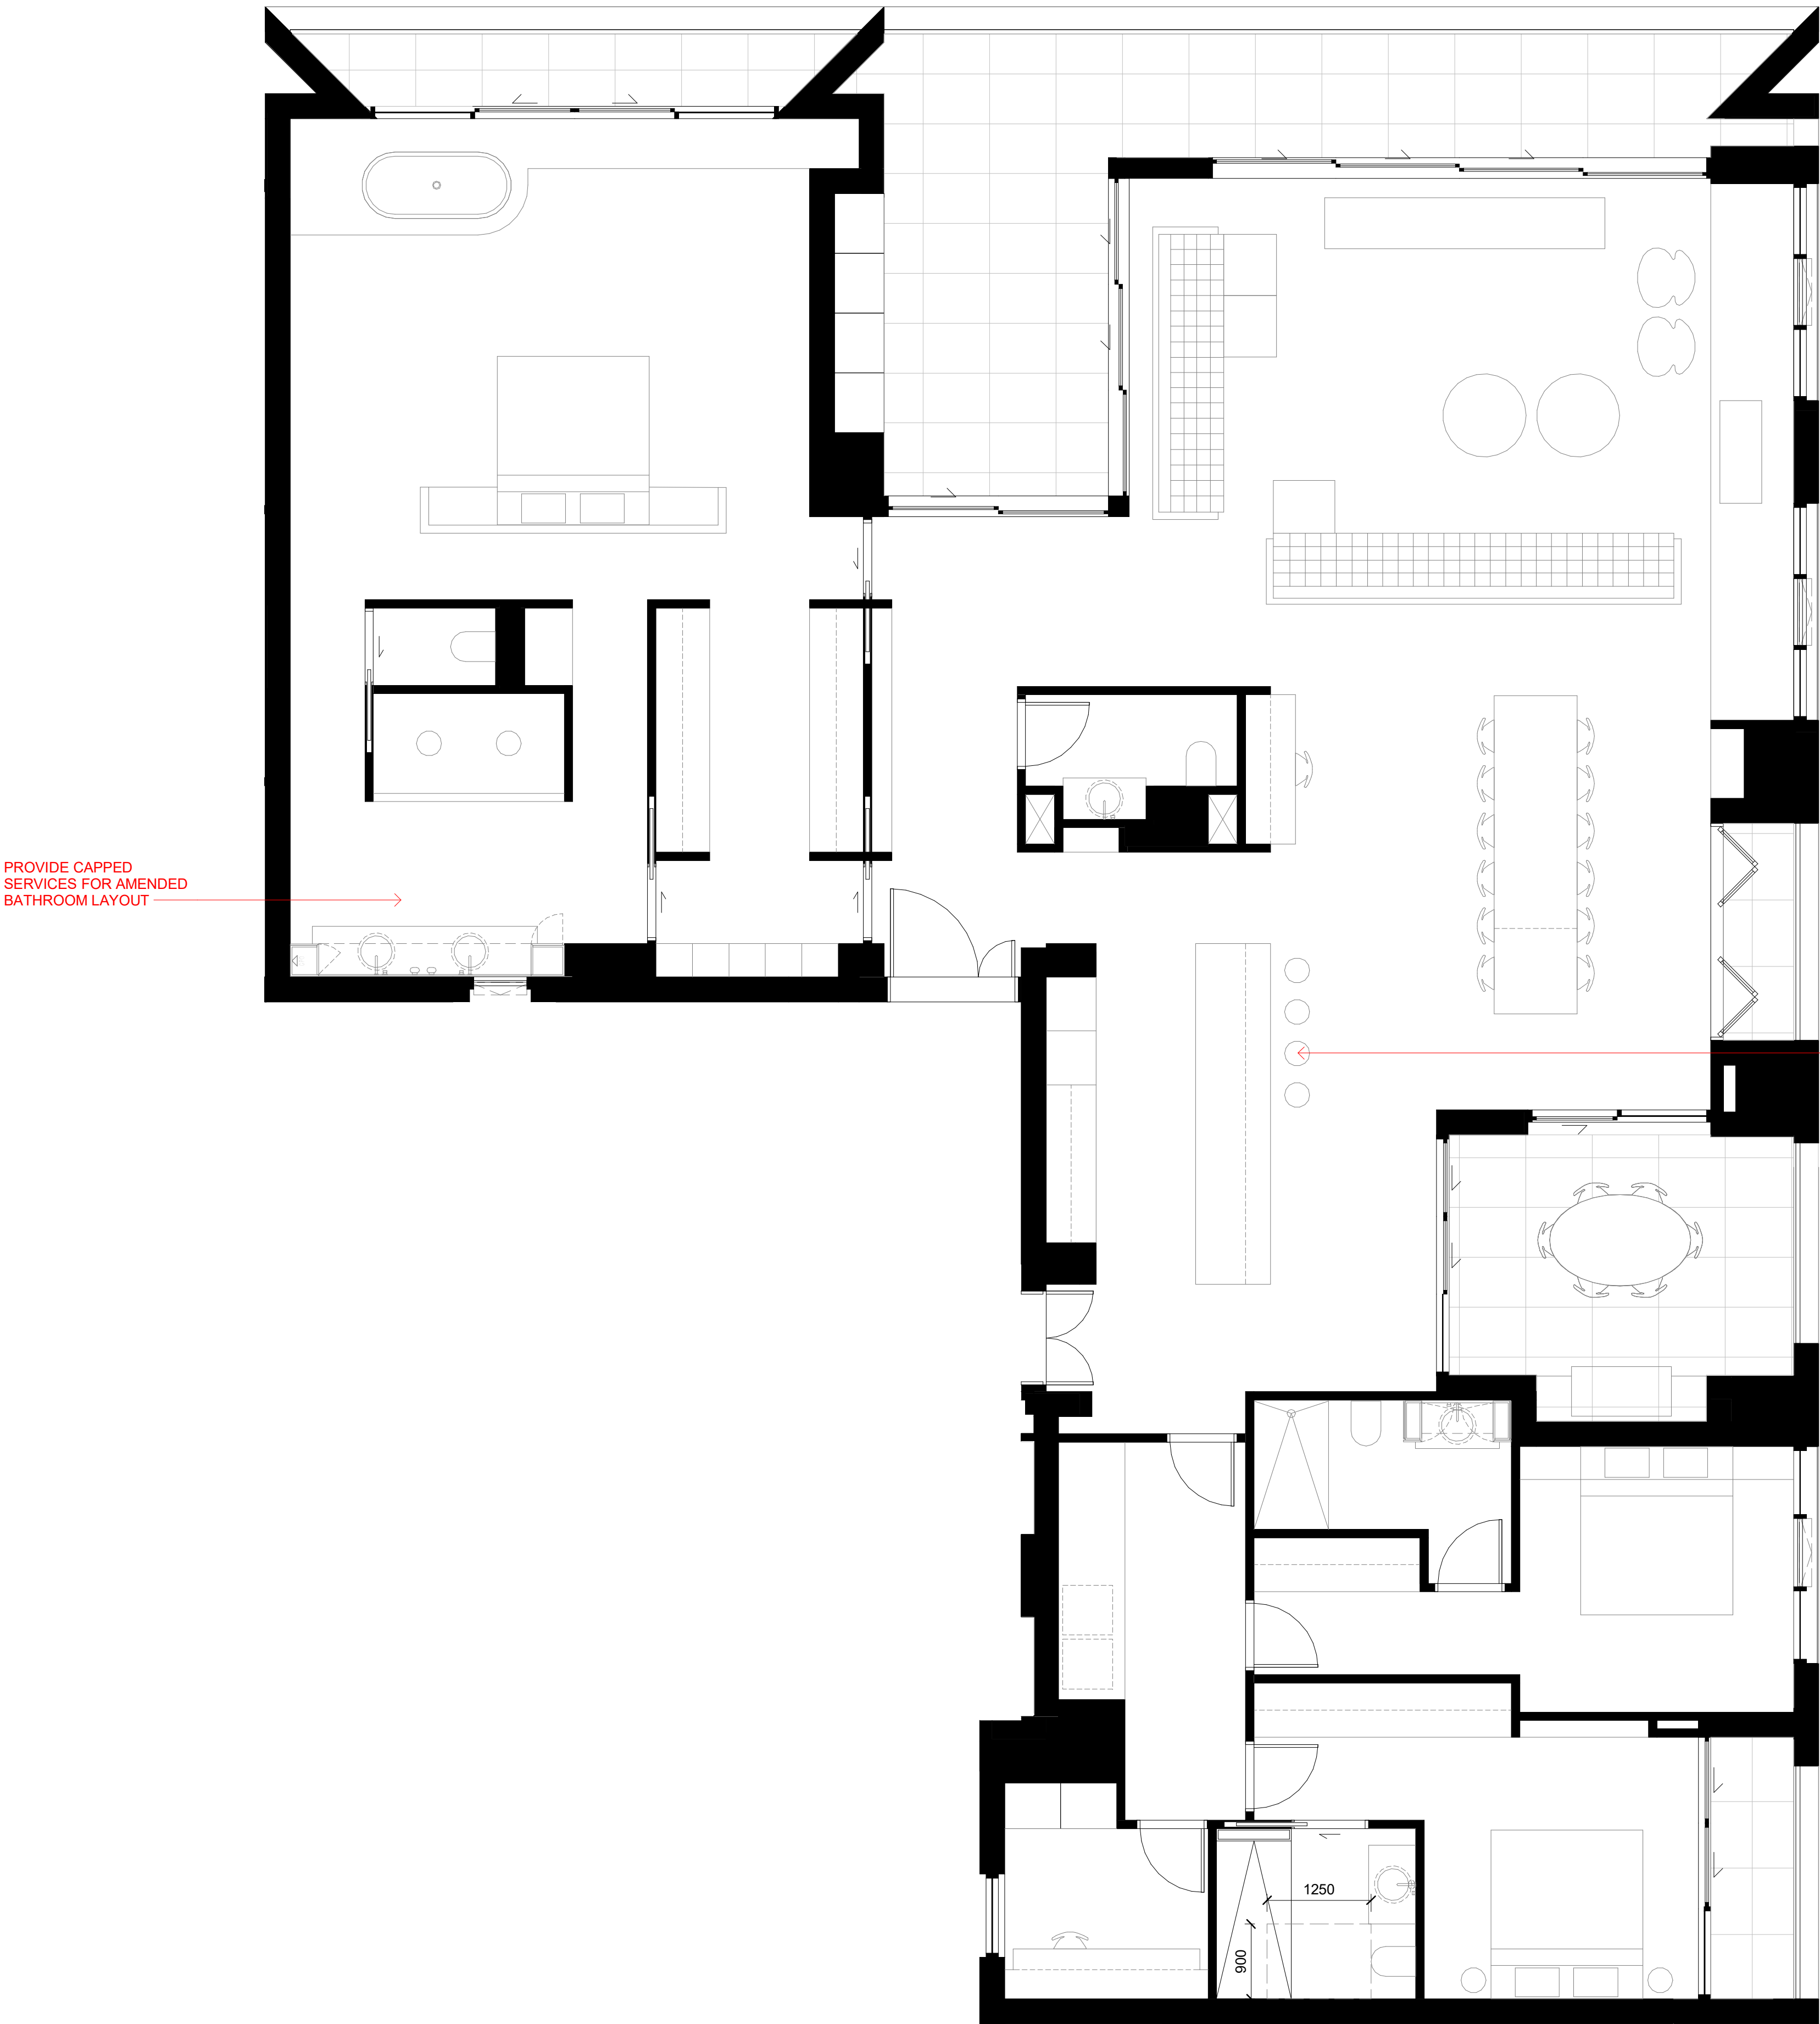 PROVIDE CAPPED
SERVICES FOR AMENDED
BATHROOM LAYOUT
1250
900